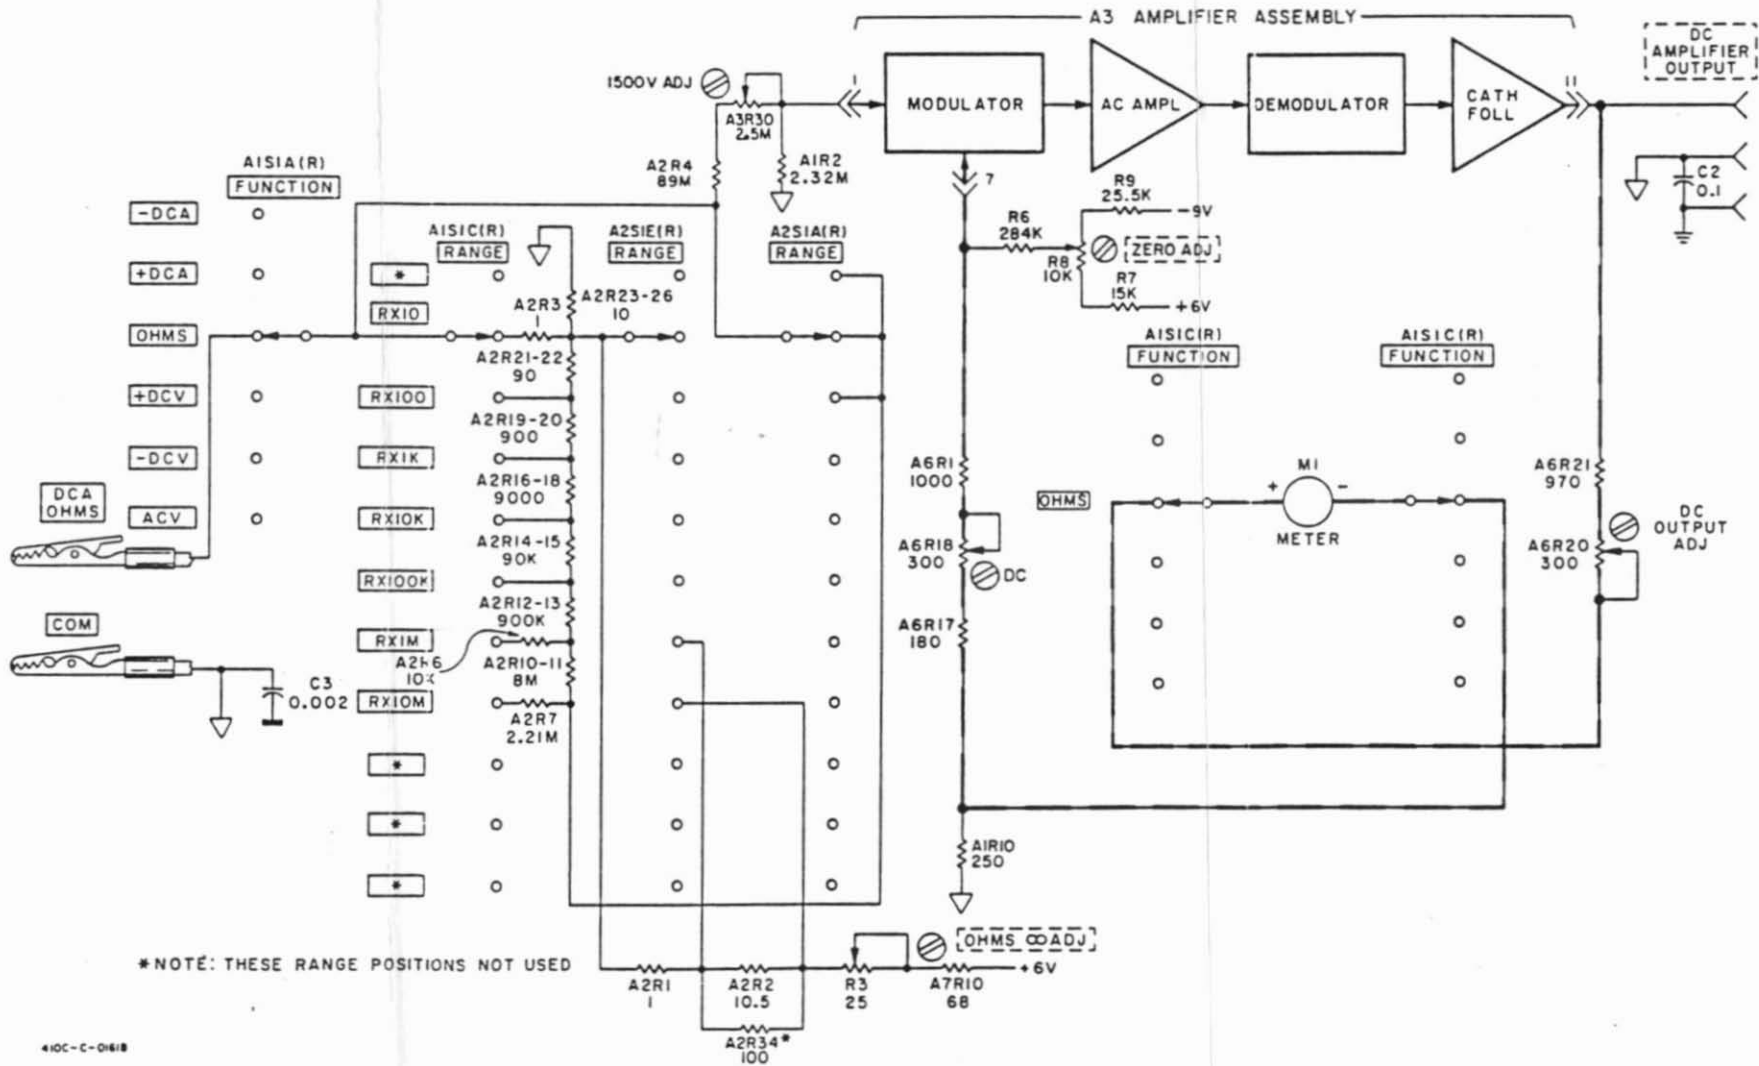 A3 AMPLIFIER ASSEMBLY
DC
AMPLIFIER
OUTPUT
1500V ADJ
1
MODULATOR
AC AMPL
DEMODULATOR
CATH
FOLL
11
A3R30
2.5M
A2R4
89M
A1R2
2.32M
7
C2
0.1
R9
25.5K
-9V
R6
284K
R8
10K
ZERO ADJ
R7
15K
+6V
A1S1A(R)
FUNCTION
-DCA
+DCA
OHMS
+DCV
-DCV
ACV
A1S1C(R)
RANGE
A2S1E(R)
RANGE
A2S1A(R)
RANGE
*
RX10
RX100
RX1K
RX10K
RX100K
RX1M
RX10M
*
*
*
A2R3
1
A2R23-26
10
A2R21-22
90
A2R19-20
900
A2R16-18
9000
A2R14-15
90K
A2R12-13
900K
A2R6
10K
A2R10-11
8M
A2R7
2.21M
DCA
OHMS
COM
C3
0.002
A1S1C(R)
FUNCTION
A1S1C(R)
FUNCTION
A6R1
1000
OHMS
+
M1
-
METER
A6R21
970
A6R18
300
DC
A6R20
300
DC
OUTPUT
ADJ
A6R17
180
A1R10
250
OHMS ∞ ADJ
*NOTE: THESE RANGE POSITIONS NOT USED
A2R1
1
A2R2
10.5
R3
25
A7R10
68
+6V
A2R34*
100
410C-C-01618